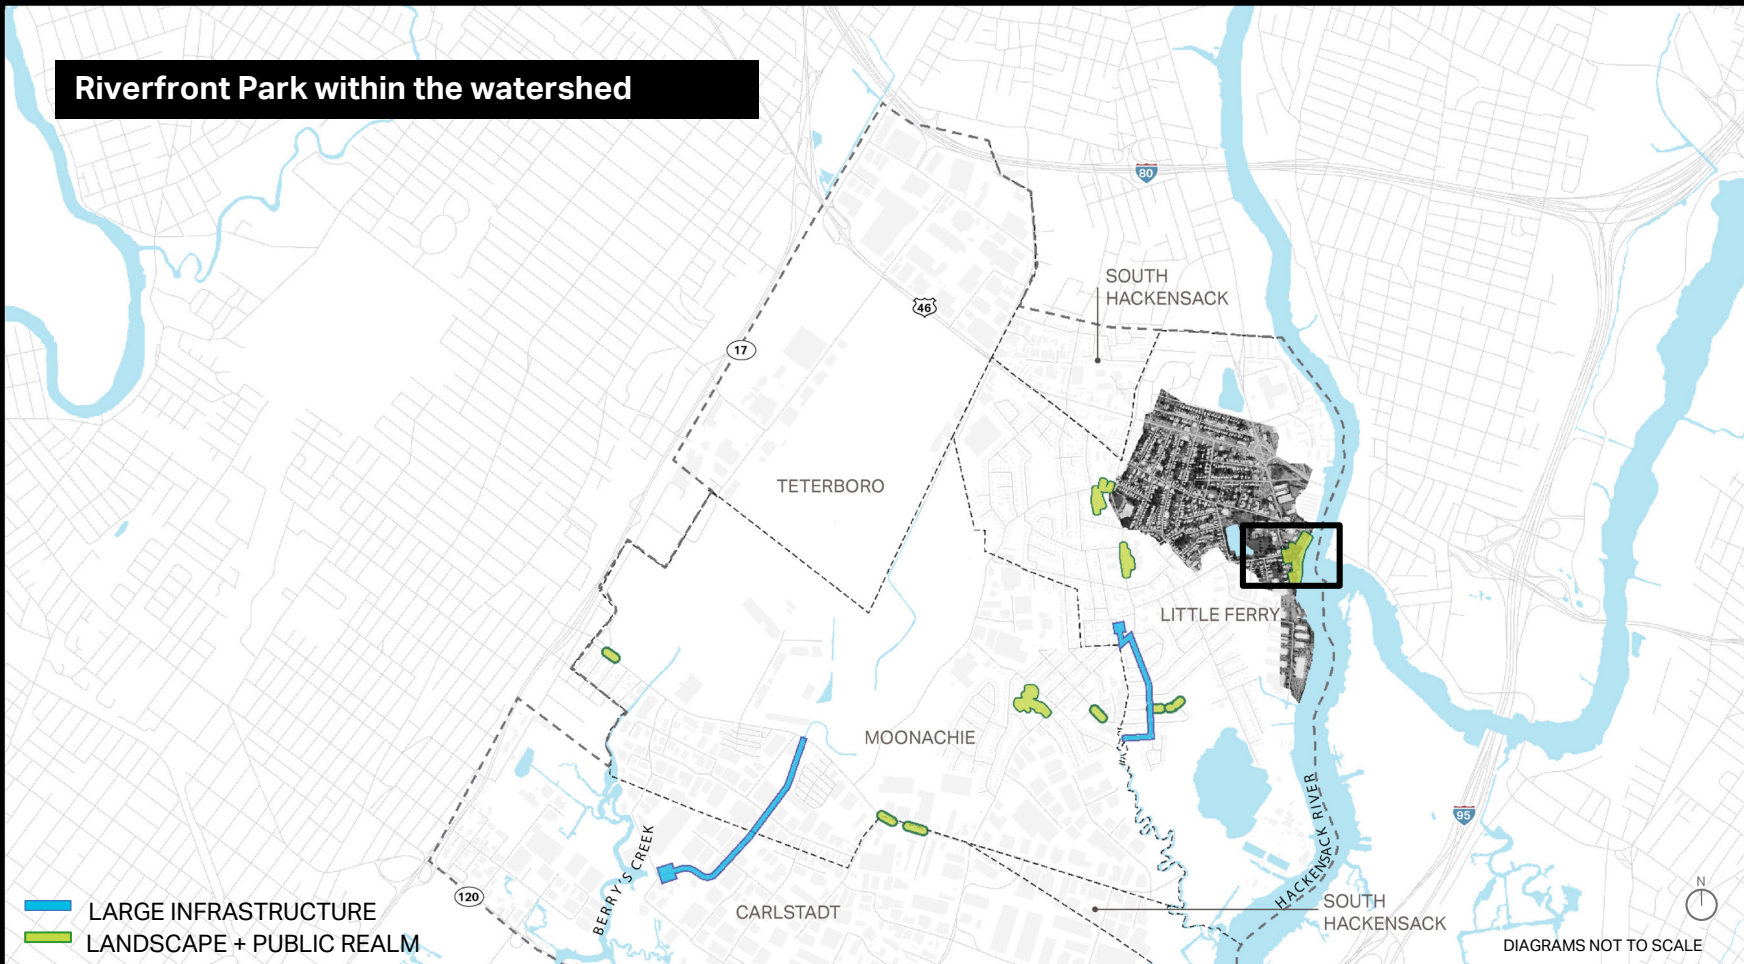 Riverfront Park within the watershed
80
SOUTH
HACKENSACK
46
17
TETERBORO
LITTLE FERRY
MOONACHIE
HACKENSACK RIVER
95
BERRY'S CREEK
120
CARLSTADT
SOUTH
HACKENSACK
N
LARGE INFRASTRUCTURE
LANDSCAPE + PUBLIC REALM
DIAGRAMS NOT TO SCALE